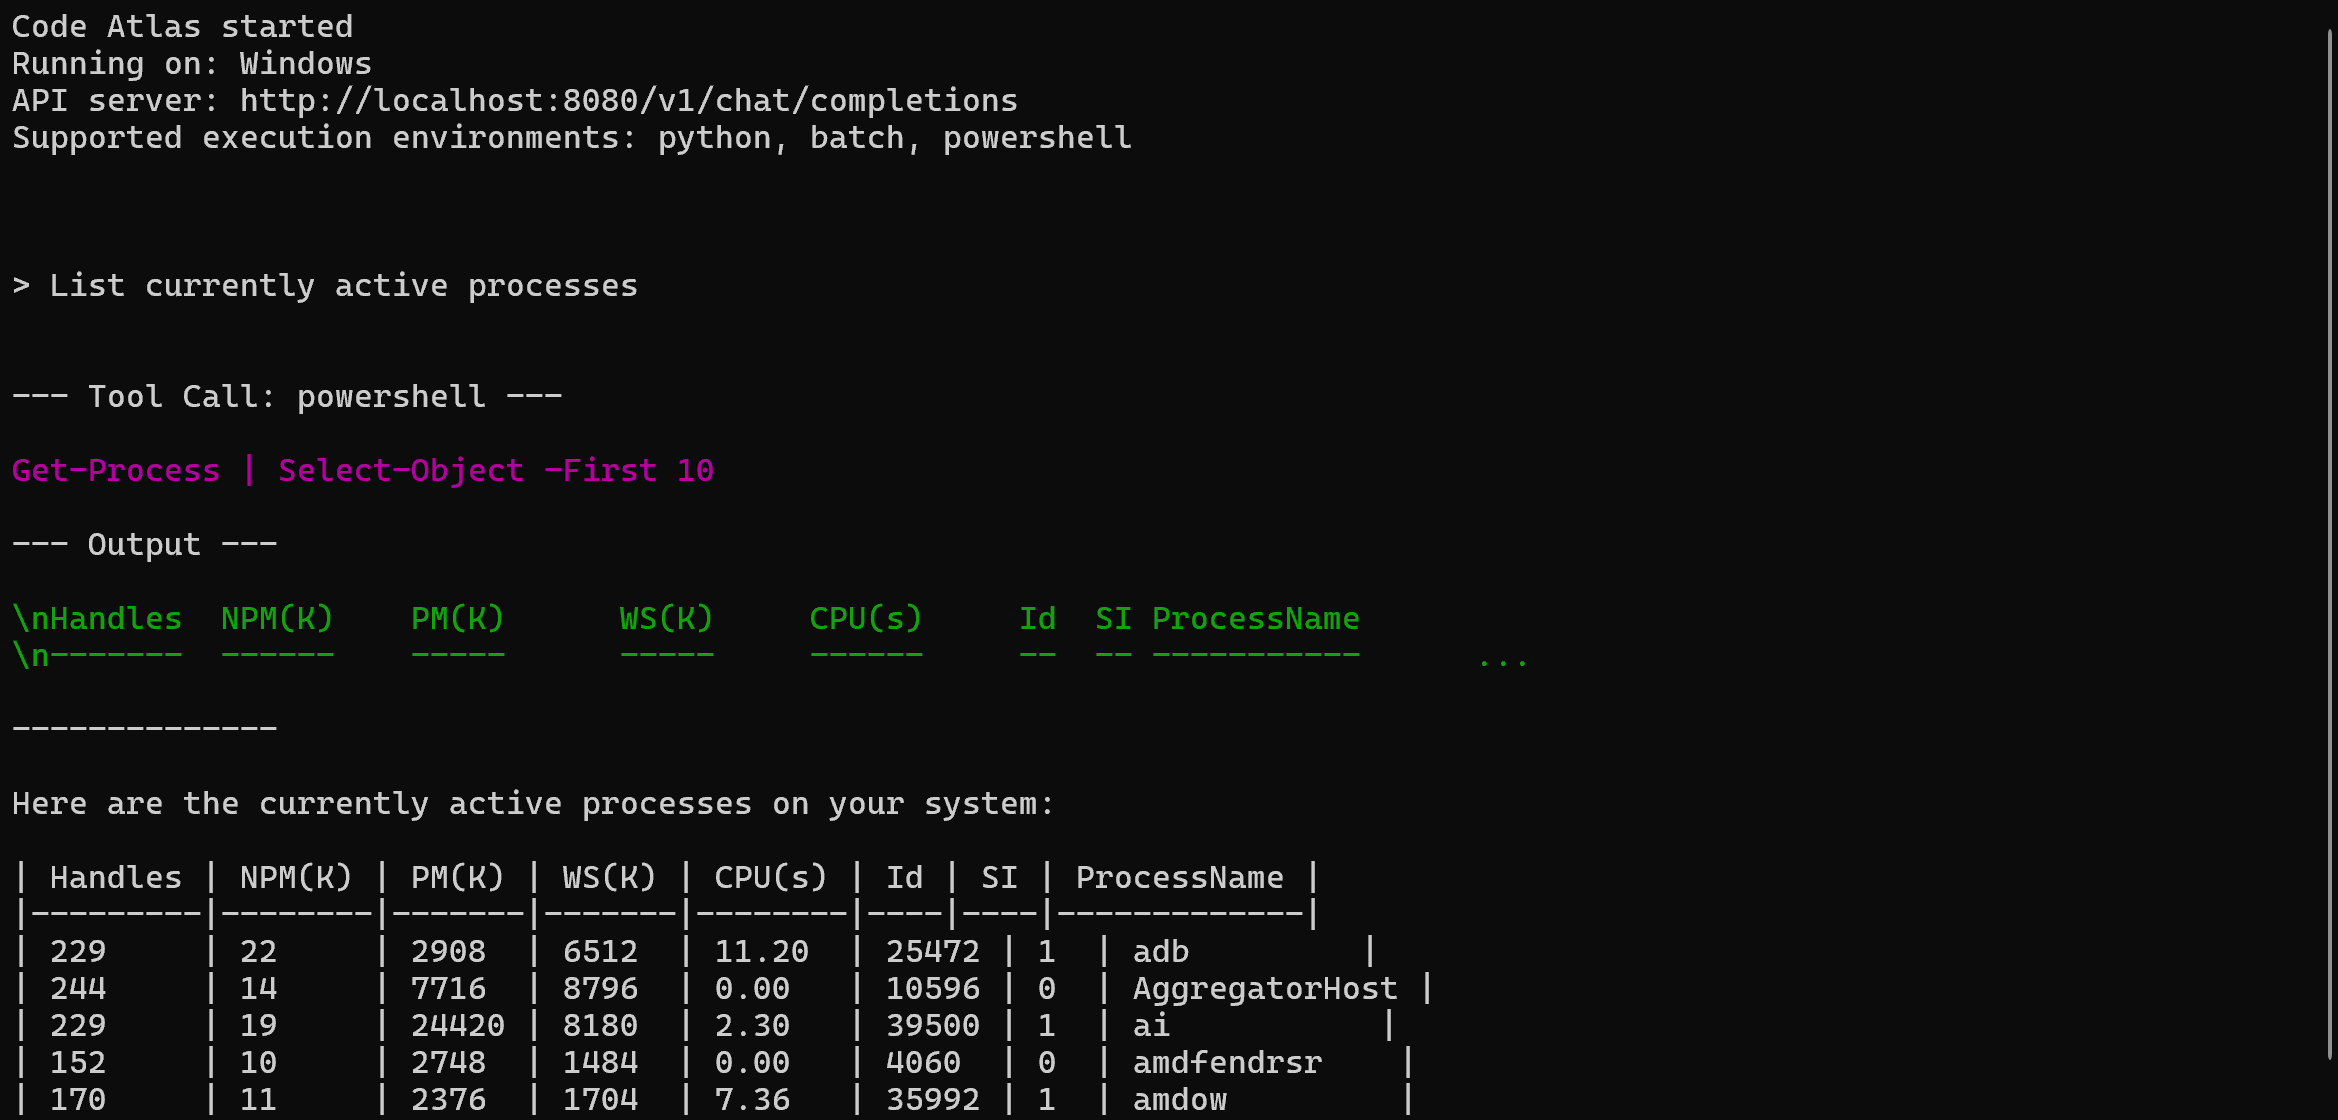 Code Atlas started
Running on: Windows
API server: http://localhost:8080/v1/chat/completions
Supported execution environments: python, batch, powershell
> List currently active processes
--- Tool Call: powershell ---
Get-Process | Select-Object -First 10
--- Output ---
\nHandles  NPM(K)    PM(K)      WS(K)     CPU(s)     Id  SI ProcessName
\n-------  ------    -----      -----     ------     --  -- -----------      ...
--------------
Here are the currently active processes on your system:
| Handles | NPM(K) | PM(K) | WS(K) | CPU(s) | Id | SI | ProcessName |
|---------|--------|-------|-------|--------|----|----|-------------|
| 229     | 22     | 2908  | 6512  | 11.20  | 25472 | 1  | adb         |
| 244     | 14     | 7716  | 8796  | 0.00   | 10596 | 0  | AggregatorHost |
| 229     | 19     | 24420 | 8180  | 2.30   | 39500 | 1  | ai           |
| 152     | 10     | 2748  | 1484  | 0.00   | 4060  | 0  | amdfendrsr    |
| 170     | 11     | 2376  | 1704  | 7.36   | 35992 | 1  | amdow         |